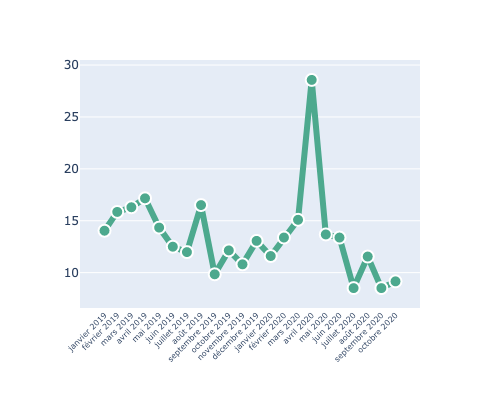 30
25
20
15
10
janvier 2019
février 2019
mars 2019
avril 2019
mai 2019
juin 2019
juillet 2019
août 2019
septembre 2019
octobre 2019
novembre 2019
décembre 2019
janvier 2020
février 2020
mars 2020
avril 2020
mai 2020
juin 2020
juillet 2020
août 2020
septembre 2020
octobre 2020